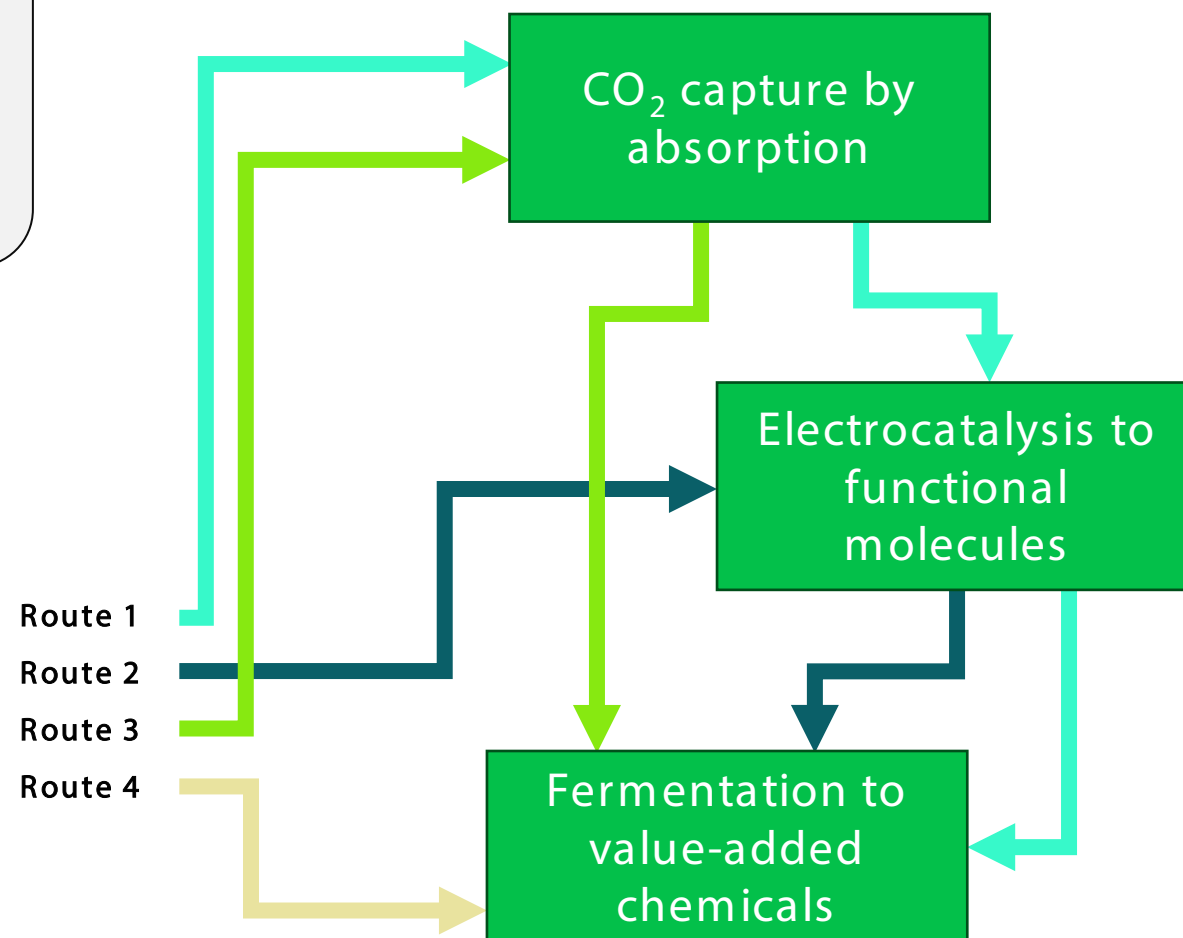 CO₂ capture by
absorption
Electrocatalysis to
functional
molecules
Route 1
Route 2
Route 3
Route 4
Fermentation to
value-added
chemicals